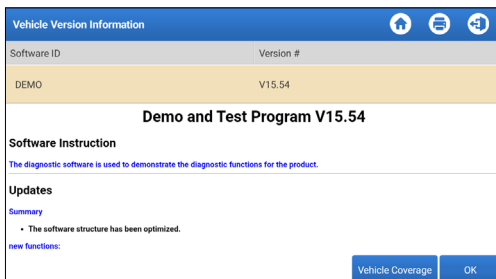 Vehicle Version Information
Software ID Version #
DEMO V15.54
Demo and Test Program V15.54
Software Instruction
The diagnostic software is used to demonstrate the diagnostic functions for the product.
Updates
Summary
• The software structure has been optimized.
new functions:
Vehicle Coverage OK